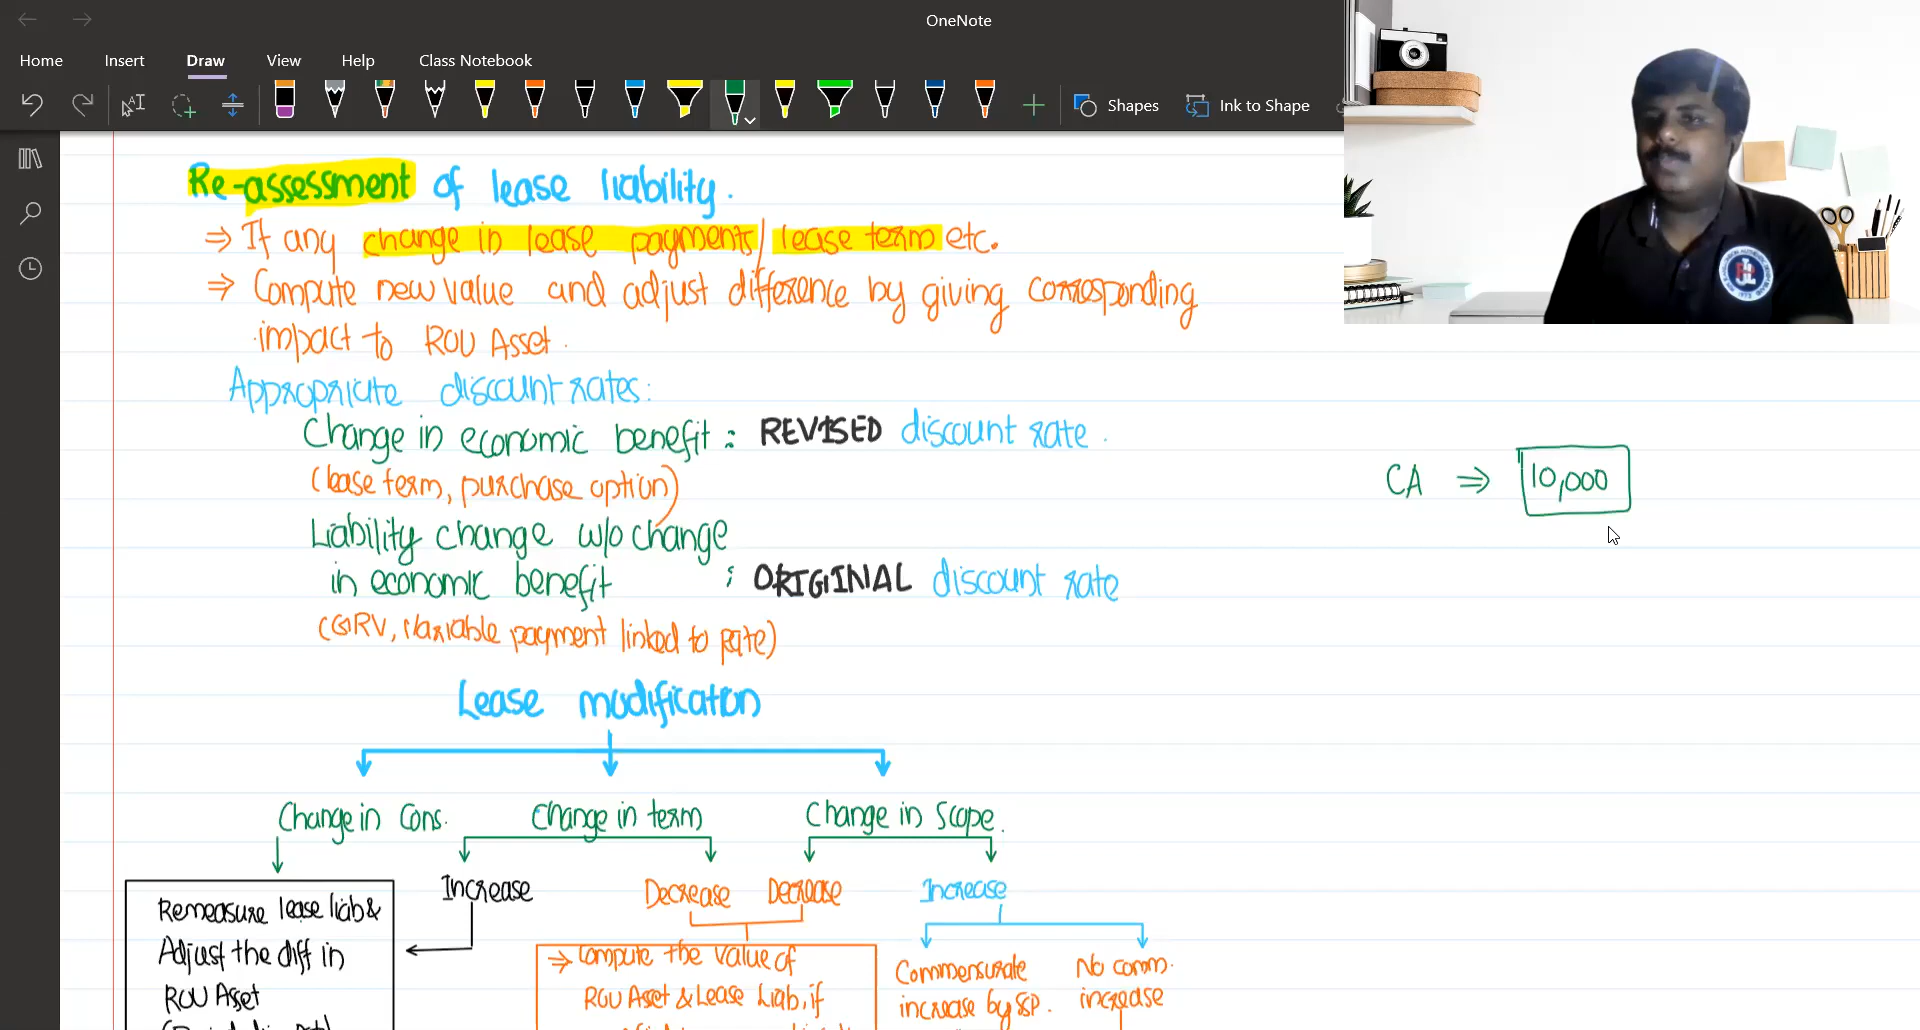 OneNote
Home Insert Draw View Help Class Notebook
Shapes Ink to Shape
Re-assessment of lease liability.
⇒ If any change in lease payments/ lease term etc.
⇒ Compute new value and adjust difference by giving corresponding
impact to ROU Asset.
Appropriate discount rates:
Change in economic benefit : REVISED discount rate.
(lease term, purchase option)
CA ⇒ 10,000
Liability change w/o change
in economic benefit : ORIGINAL discount rate
(GRV, Variable payment linked to rate)
Lease modification
Change in Cons. Change in term Change in Scope.
Increase Decrease Decrease Increase
Remeasure lease liab &
Adjust the diff in
ROU Asset
⇒ Compute the value of
ROU Asset & Lease Liab, if
Commensurate
increase by SSP.
No comm.
increase